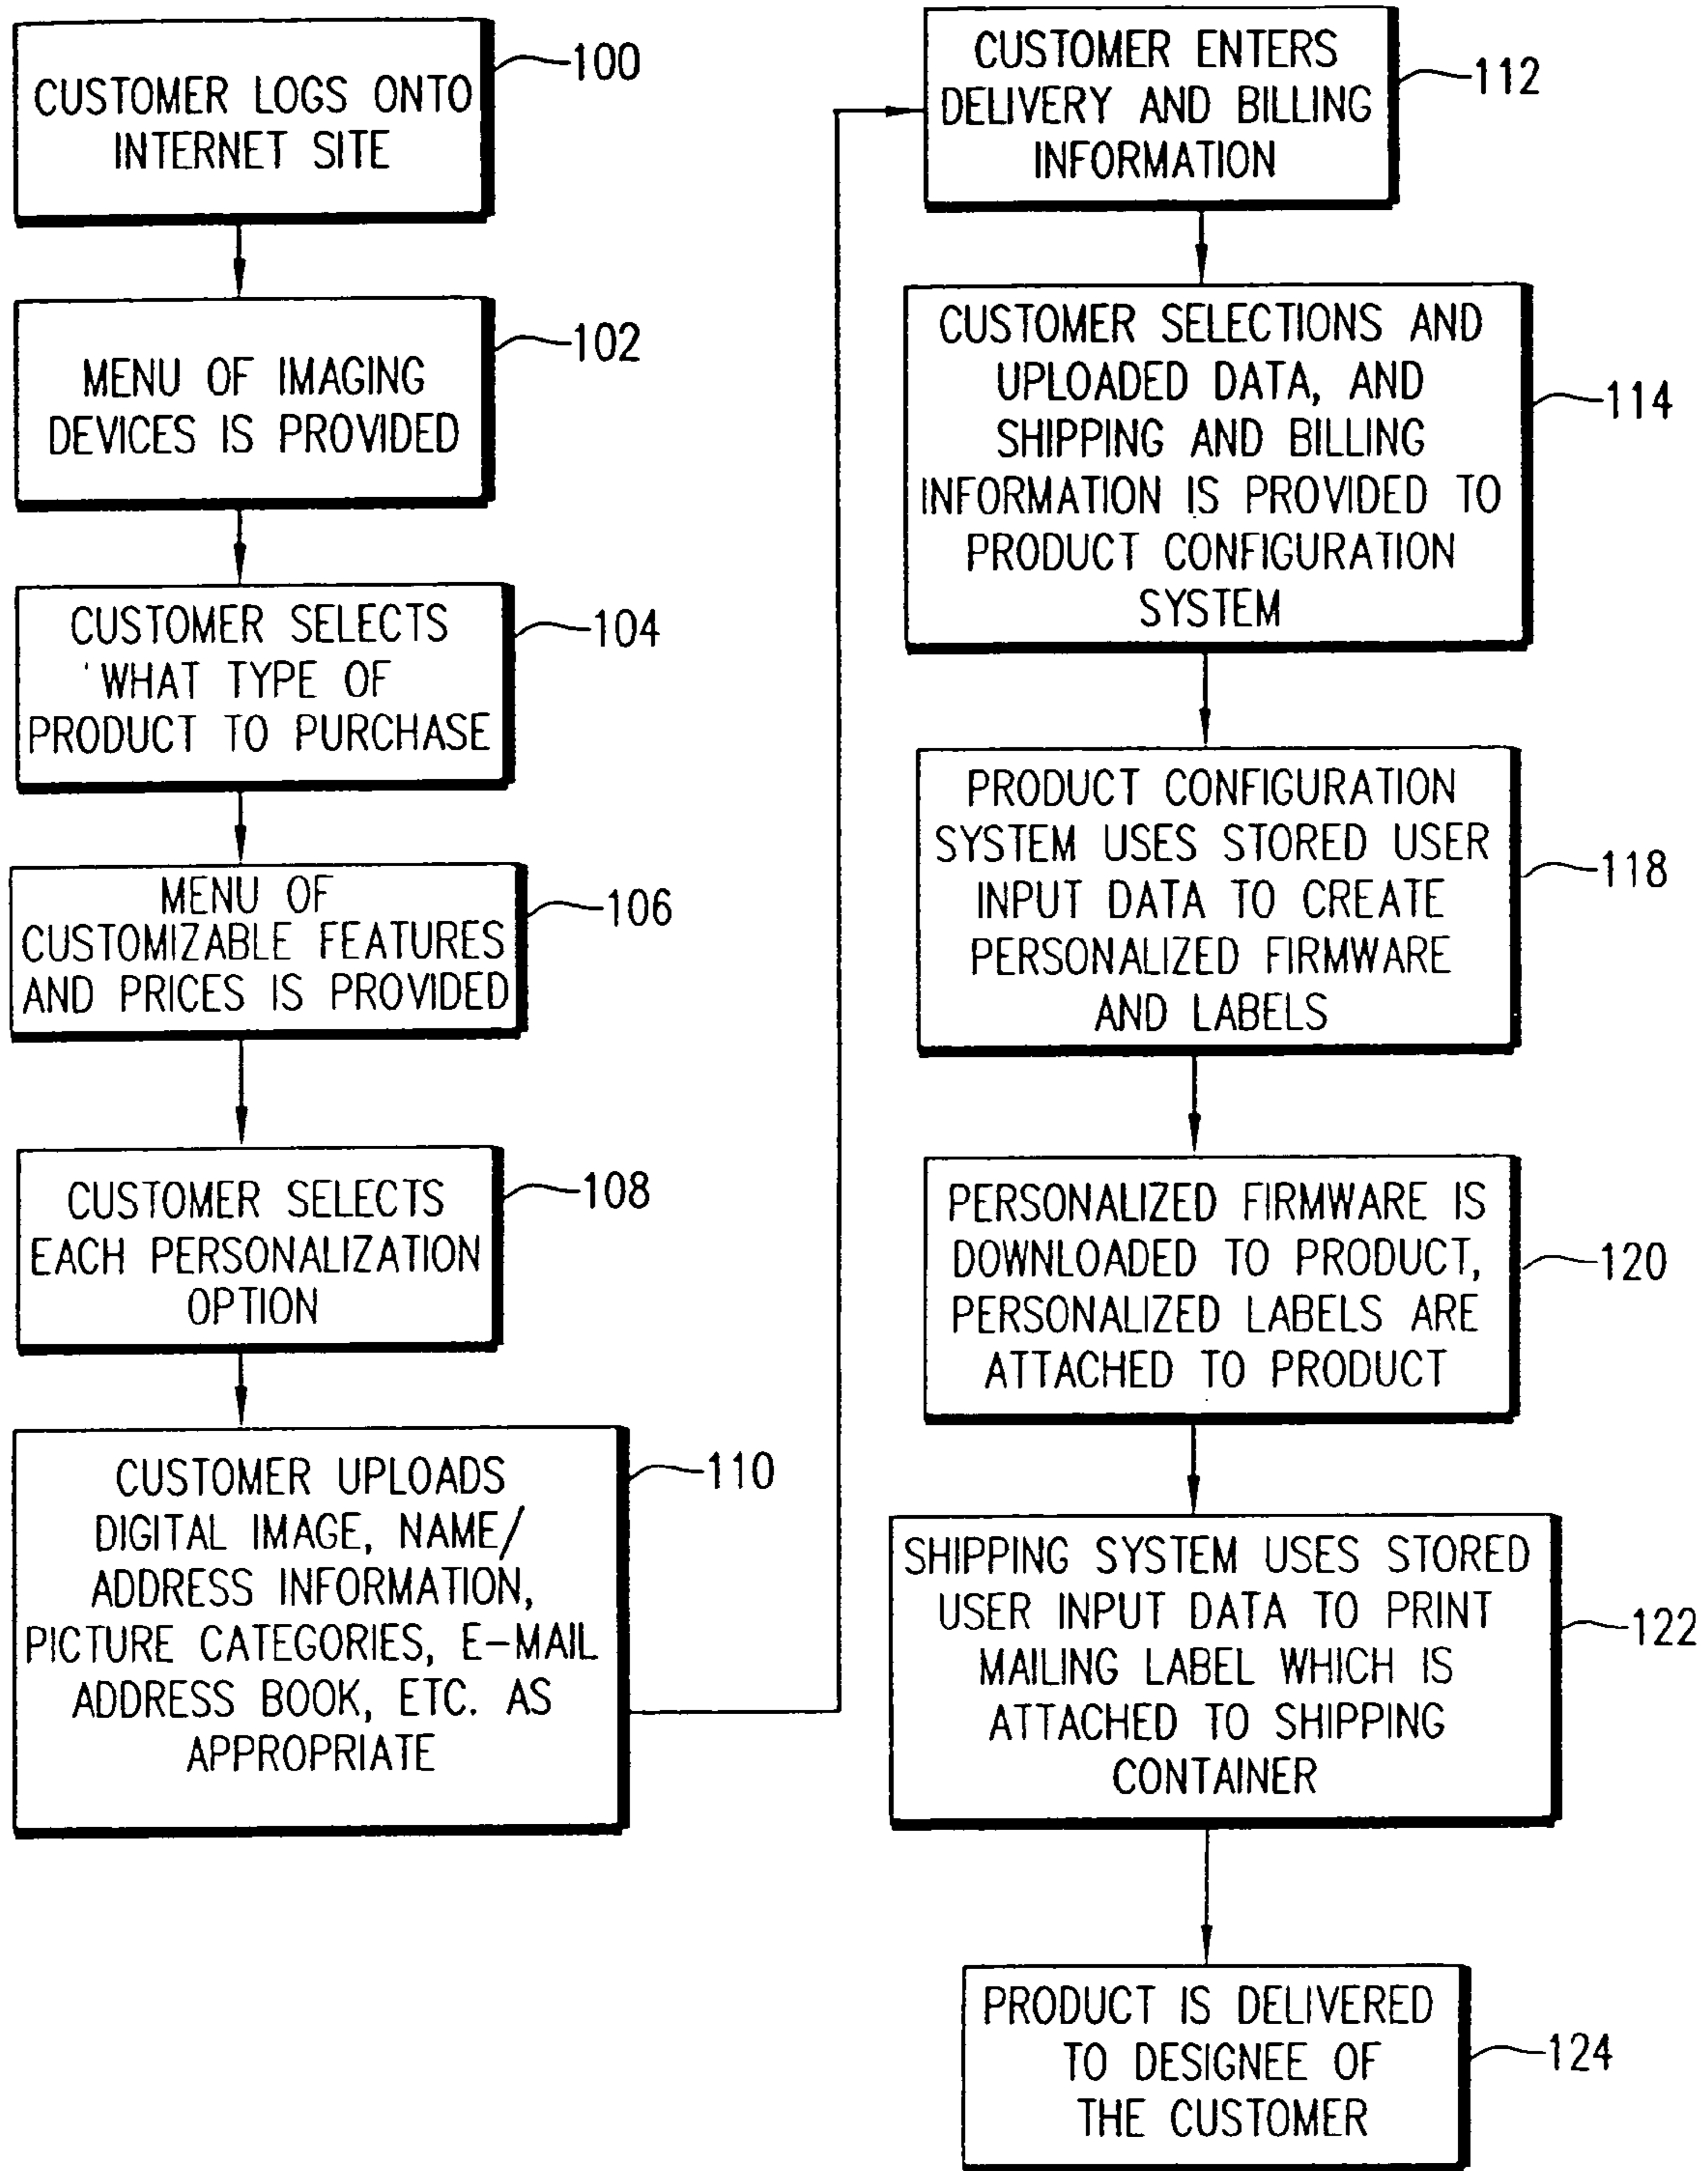 CUSTOMER LOGS ONTO
INTERNET SITE
100
MENU OF IMAGING
DEVICES IS PROVIDED
102
CUSTOMER SELECTS
WHAT TYPE OF
PRODUCT TO PURCHASE
104
MENU OF
CUSTOMIZABLE FEATURES
AND PRICES IS PROVIDED
106
CUSTOMER SELECTS
EACH PERSONALIZATION
OPTION
108
CUSTOMER UPLOADS
DIGITAL IMAGE, NAME/
ADDRESS INFORMATION,
PICTURE CATEGORIES, E-MAIL
ADDRESS BOOK, ETC. AS
APPROPRIATE
110
CUSTOMER ENTERS
DELIVERY AND BILLING
INFORMATION
112
CUSTOMER SELECTIONS AND
UPLOADED DATA, AND
SHIPPING AND BILLING
INFORMATION IS PROVIDED TO
PRODUCT CONFIGURATION
SYSTEM
114
PRODUCT CONFIGURATION
SYSTEM USES STORED USER
INPUT DATA TO CREATE
PERSONALIZED FIRMWARE
AND LABELS
118
PERSONALIZED FIRMWARE IS
DOWNLOADED TO PRODUCT,
PERSONALIZED LABELS ARE
ATTACHED TO PRODUCT
120
SHIPPING SYSTEM USES STORED
USER INPUT DATA TO PRINT
MAILING LABEL WHICH IS
ATTACHED TO SHIPPING
CONTAINER
122
PRODUCT IS DELIVERED
TO DESIGNEE OF
THE CUSTOMER
124